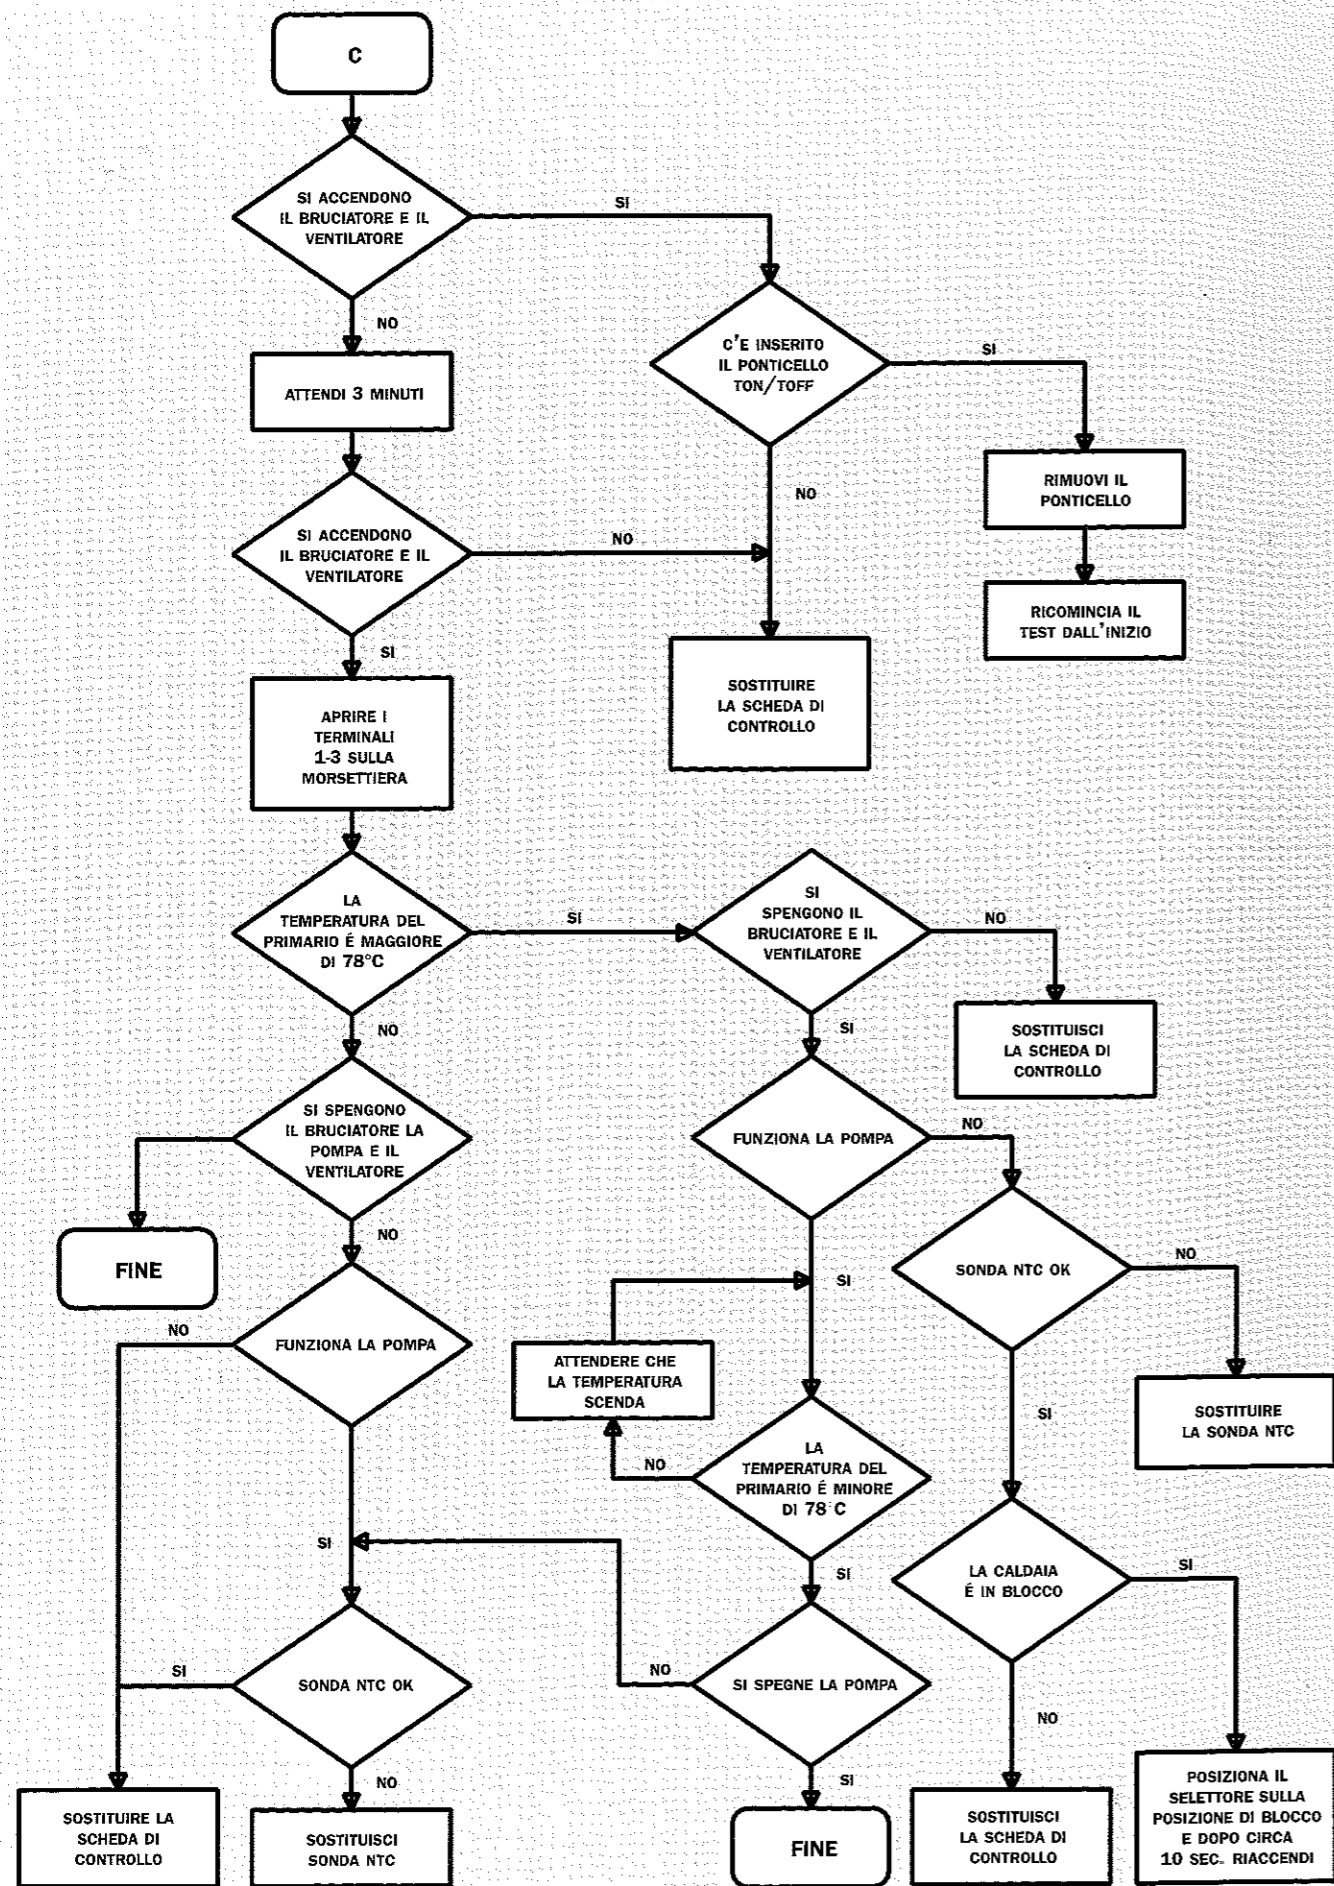 C
SI ACCENDONO
IL BRUCIATORE E IL
VENTILATORE
SI
NO
C'E INSERITO
IL PONTICELLO
TON/TOFF
SI
ATTENDI 3 MINUTI
NO
RIMUOVI IL
PONTICELLO
SI ACCENDONO
IL BRUCIATORE E IL
VENTILATORE
NO
RICOMINCIA IL
TEST DALL'INIZIO
SI
SOSTITUIRE
LA SCHEDA DI
CONTROLLO
APRIRE I
TERMINALI
1-3 SULLA
MORSETTIERA
LA
TEMPERATURA DEL
PRIMARIO É MAGGIORE
DI 78°C
SI
SI
SPENGONO IL
BRUCIATORE E IL
VENTILATORE
NO
NO
SI
SOSTITUISCI
LA SCHEDA DI
CONTROLLO
SI SPENGONO
IL BRUCIATORE LA
POMPA E IL
VENTILATORE
FUNZIONA LA POMPA
NO
NO
FINE
SONDA NTC OK
NO
SI
NO
FUNZIONA LA POMPA
ATTENDERE CHE
LA TEMPERATURA
SCENDA
SOSTITUIRE
LA SONDA NTC
SI
NO
LA
TEMPERATURA DEL
PRIMARIO É MINORE
DI 78°C
SI
SI
LA CALDAIA
É IN BLOCCO
SI
SI
SONDA NTC OK
NO
SI SPEGNE LA POMPA
NO
NO
SI
SOSTITUIRE LA
SCHEDA DI
CONTROLLO
SOSTITUISCI
SONDA NTC
FINE
SOSTITUISCI
LA SCHEDA DI
CONTROLLO
POSIZIONA IL
SELETTORE SULLA
POSIZIONE DI BLOCCO
E DOPO CIRCA
10 SEC. RIACCENDI